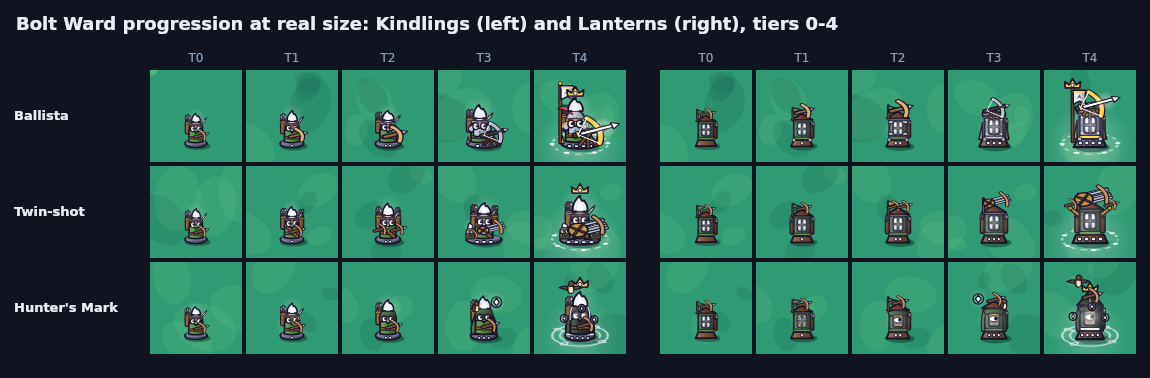 Bolt Ward progression at real size: Kindlings (left) and Lanterns (right), tiers 0-4
T0 T1 T2 T3 T4 T0 T1 T2 T3 T4
Ballista
Twin-shot
Hunter's Mark